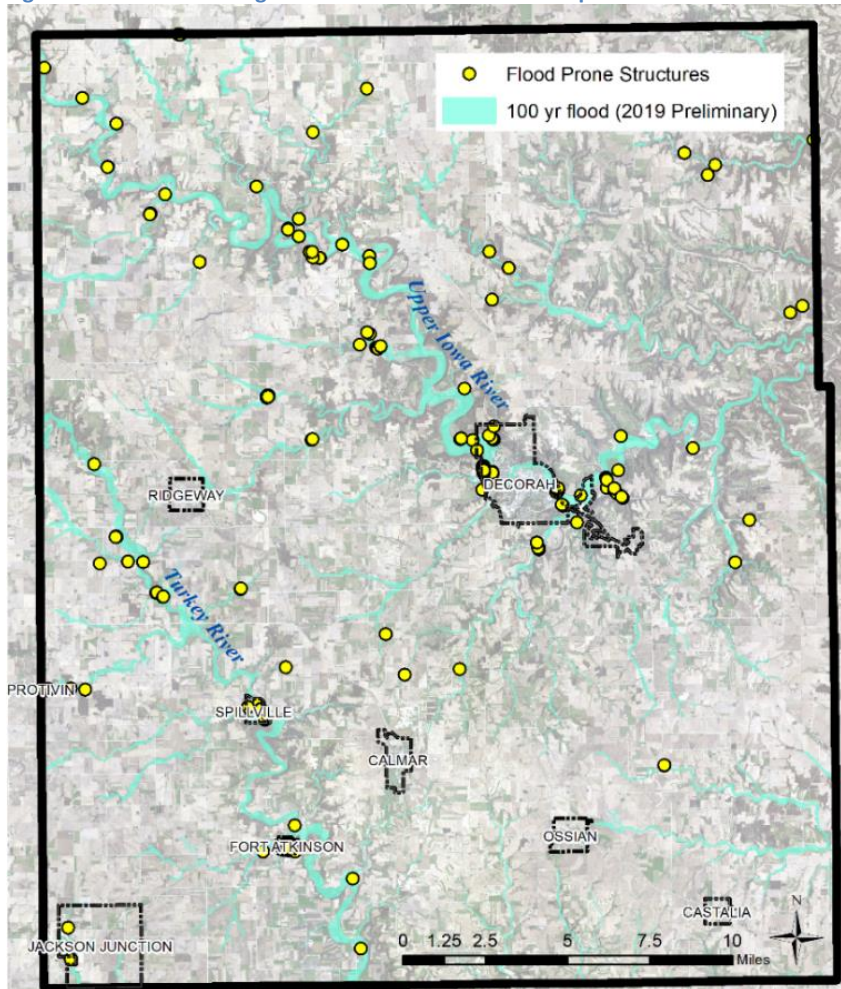 Flood Prone Structures
100 yr flood (2019 Preliminary)
Upper Iowa River
DECORAH
RIDGEWAY
Turkey River
PROTIVIN
SPILLVILLE
CALMAR
FORT ATKINSON
OSSIAN
CASTALIA
N
JACKSON JUNCTION
0 1.25 2.5 5 7.5 10
Miles